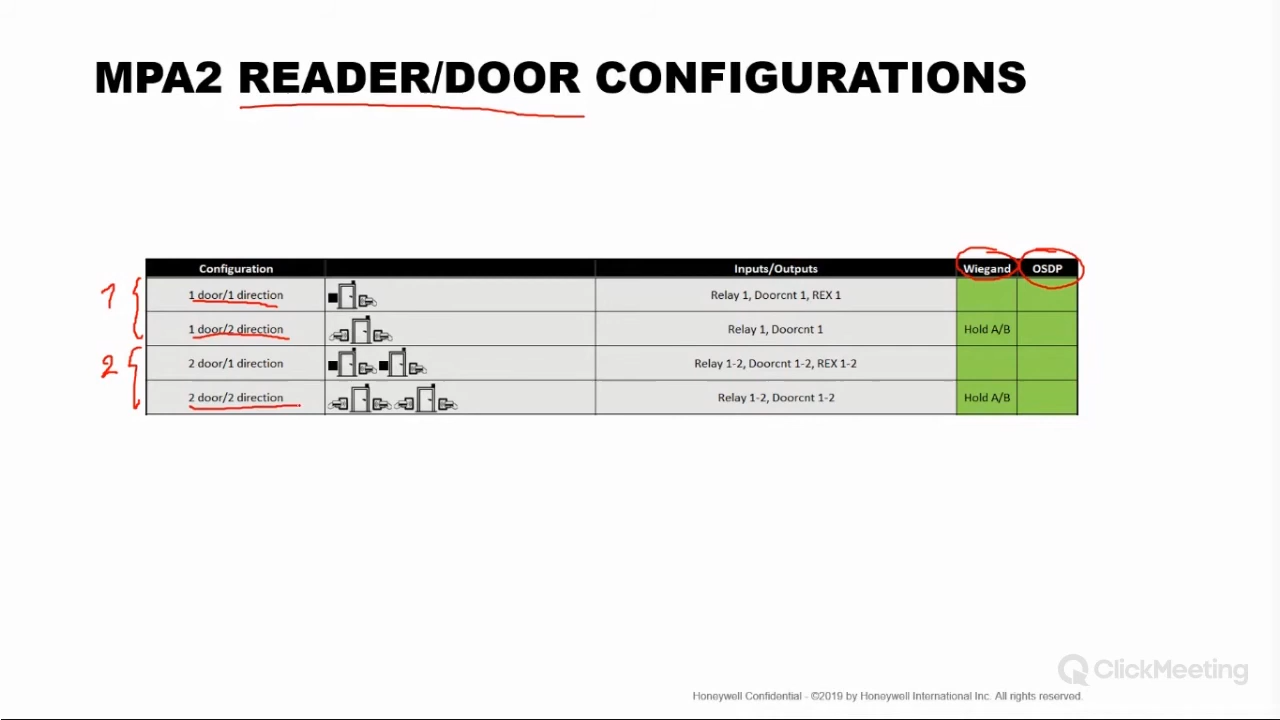 MPA2 READER/DOOR CONFIGURATIONS
Configuration Inputs/Outputs Wiegand OSDP
1 1 door/1 direction Relay 1, Doorcnt 1, REX 1
1 door/2 direction Relay 1, Doorcnt 1 Hold A/B
2 2 door/1 direction Relay 1-2, Doorcnt 1-2, REX 1-2
2 door/2 direction Relay 1-2, Doorcnt 1-2 Hold A/B
ClickMeeting
Honeywell Confidential - ©2019 by Honeywell International Inc. All rights reserved.